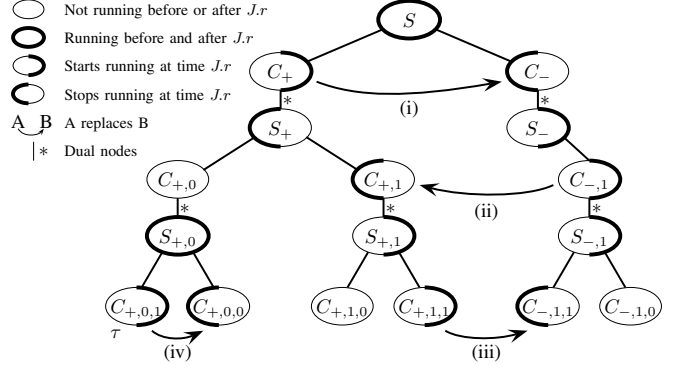 Not running before or after J.r
Running before and after J.r
Starts running at time J.r
Stops running at time J.r
A B A replaces B
* Dual nodes
S
C₊ C₋
(i)
* *
S₊ S₋
C₊,₀ C₊,₁ C₋,₁
(ii)
* * *
S₊,₀ S₊,₁ S₋,₁
C₊,₀,₁ C₊,₀,₀ C₊,₁,₀ C₊,₁,₁ C₋,₁,₁ C₋,₁,₀
τ
(iv) (iii)